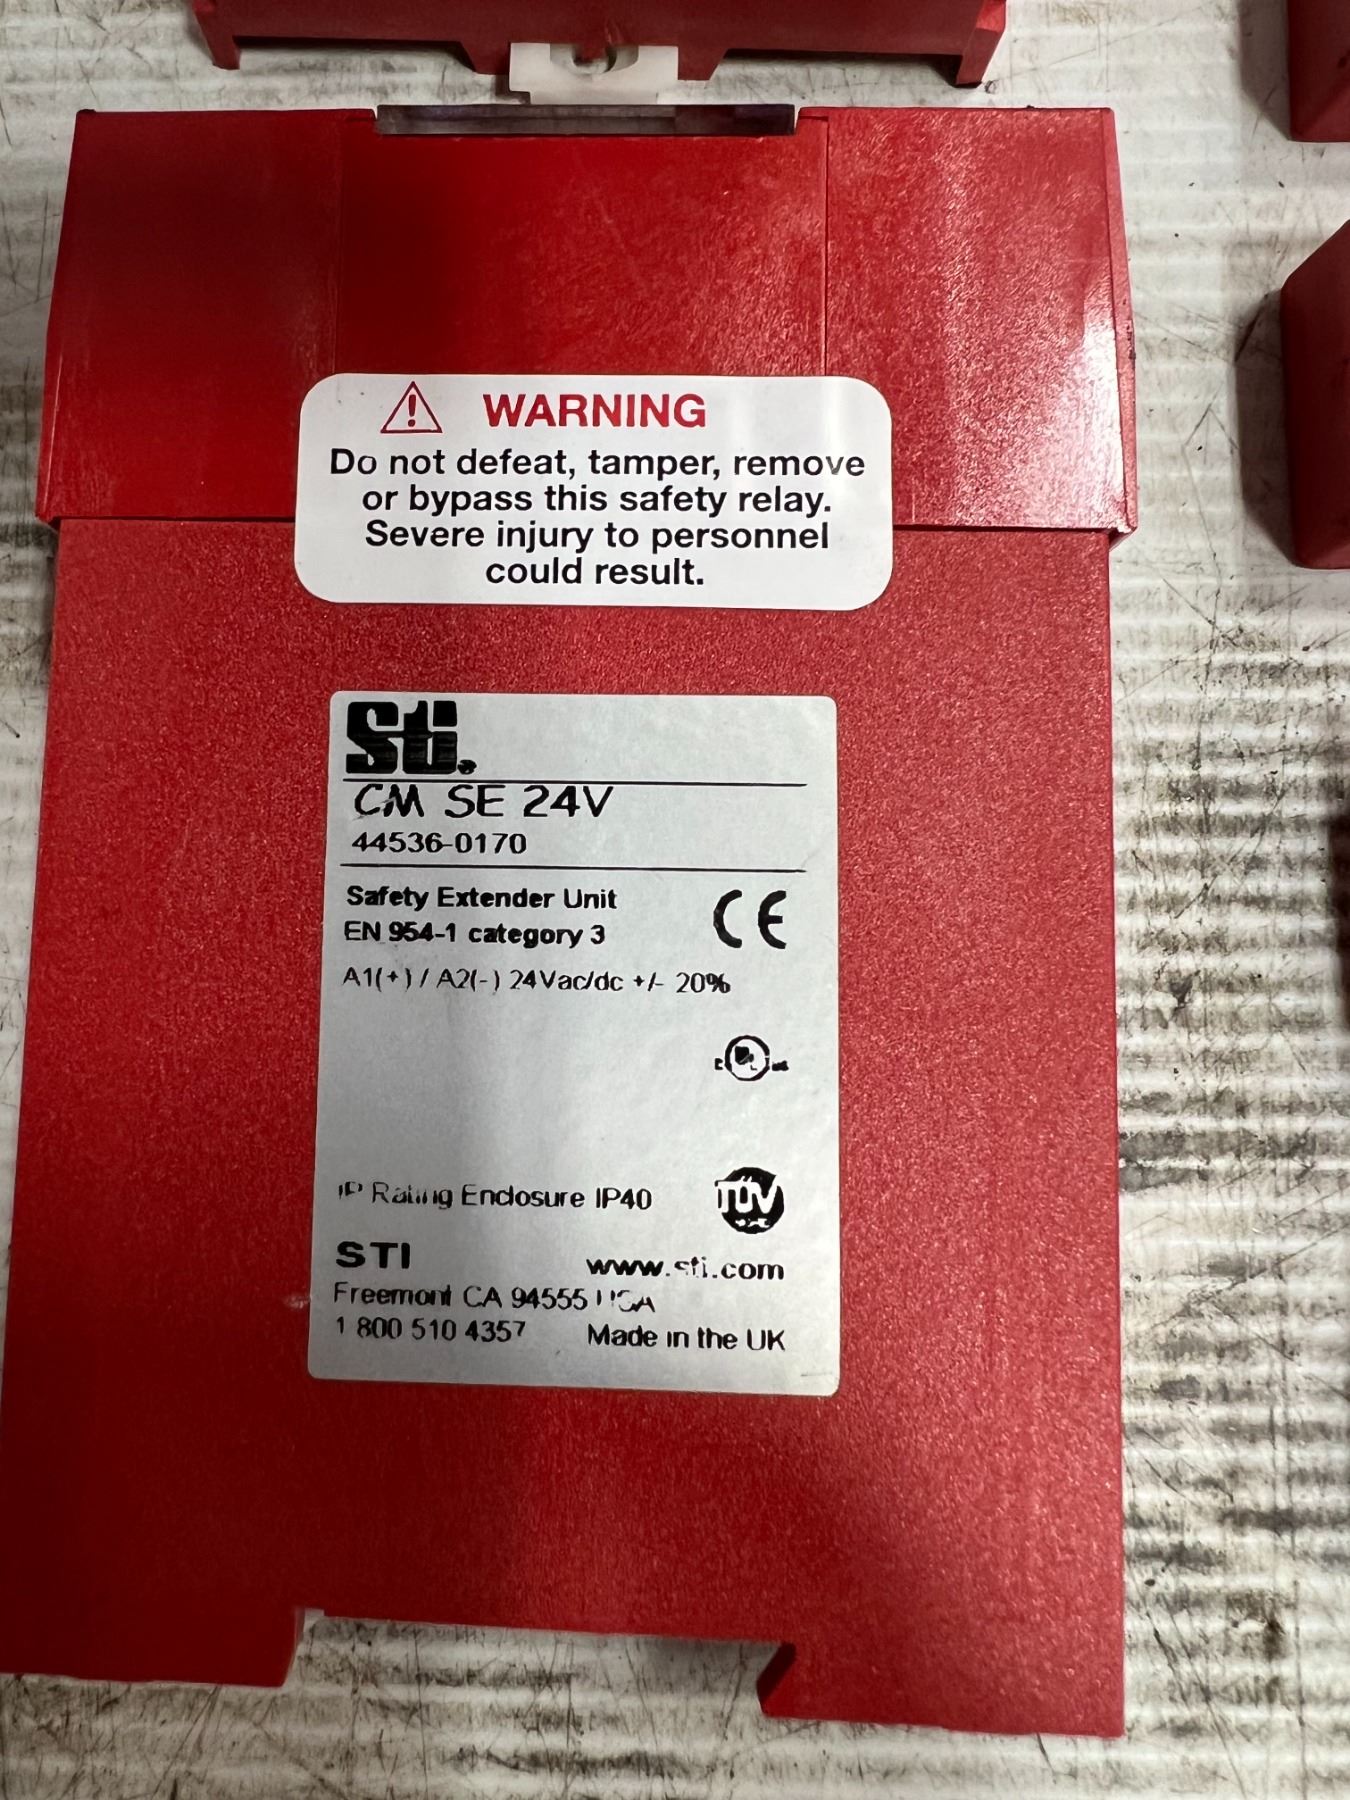 WARNING
Do not defeat, tamper, remove
or bypass this safety relay.
Severe injury to personnel
could result.
Sti.
CM SE 24V
44536-0170
Safety Extender Unit
EN 954-1 category 3
CE
A1(+) / A2(-) 24Vac/dc +/- 20%
IP Rating Enclosure IP40
TÜV
STI
www.sti.com
Freemont CA 94555 USA
1 800 510 4357
Made in the UK